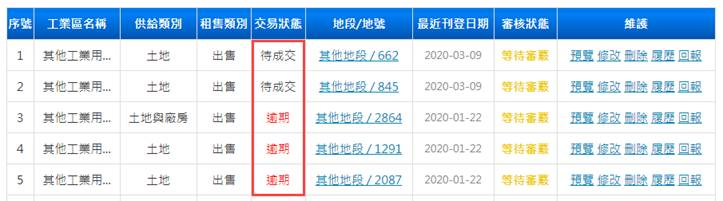 序號 工業區名稱 供給類別 租售類別 交易狀態 地段/地號 最近刊登日期 審核狀態 維護
1 其他工業用... 土地 出售 待成交 其他地段 / 662 2020-03-09 等待審覈 預覽 修改 刪除 履歷 回報
2 其他工業用... 土地 出售 待成交 其他地段 / 845 2020-03-09 等待審覈 預覽 修改 刪除 履歷 回報
3 其他工業用... 土地與廠房 出售 逾期 其他地段 / 2864 2020-01-22 等待審覈 預覽 修改 刪除 履歷 回報
4 其他工業用... 土地 出售 逾期 其他地段 / 1291 2020-01-22 等待審覈 預覽 修改 刪除 履歷 回報
5 其他工業用... 土地 出售 逾期 其他地段 / 2087 2020-01-22 等待審覈 預覽 修改 刪除 履歷 回報